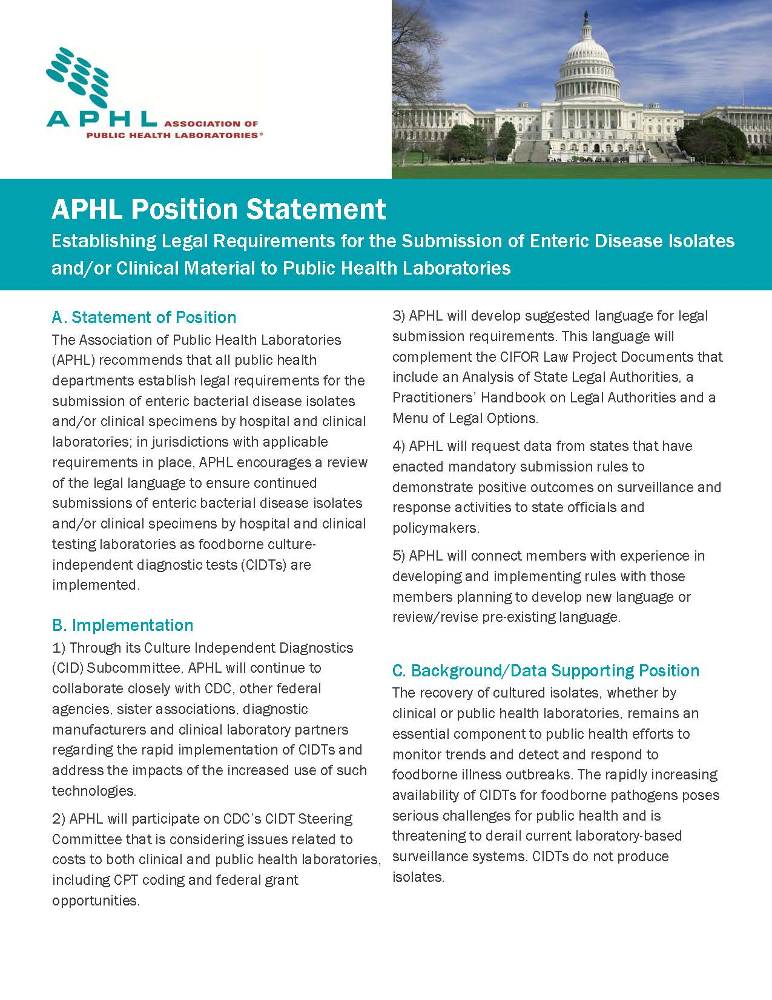 APHL ASSOCIATION OF
PUBLIC HEALTH LABORATORIES®
APHL Position Statement
Establishing Legal Requirements for the Submission of Enteric Disease Isolates
and/or Clinical Material to Public Health Laboratories
A. Statement of Position
The Association of Public Health Laboratories
(APHL) recommends that all public health
departments establish legal requirements for the
submission of enteric bacterial disease isolates
and/or clinical specimens by hospital and clinical
laboratories; in jurisdictions with applicable
requirements in place, APHL encourages a review
of the legal language to ensure continued
submissions of enteric bacterial disease isolates
and/or clinical specimens by hospital and clinical
testing laboratories as foodborne culture-
independent diagnostic tests (CIDTs) are
implemented.
B. Implementation
1) Through its Culture Independent Diagnostics
(CID) Subcommittee, APHL will continue to
collaborate closely with CDC, other federal
agencies, sister associations, diagnostic
manufacturers and clinical laboratory partners
regarding the rapid implementation of CIDTs and
address the impacts of the increased use of such
technologies.
2) APHL will participate on CDC’s CIDT Steering
Committee that is considering issues related to
costs to both clinical and public health laboratories,
including CPT coding and federal grant
opportunities.
3) APHL will develop suggested language for legal
submission requirements. This language will
complement the CIFOR Law Project Documents that
include an Analysis of State Legal Authorities, a
Practitioners’ Handbook on Legal Authorities and a
Menu of Legal Options.
4) APHL will request data from states that have
enacted mandatory submission rules to
demonstrate positive outcomes on surveillance and
response activities to state officials and
policymakers.
5) APHL will connect members with experience in
developing and implementing rules with those
members planning to develop new language or
review/revise pre-existing language.
C. Background/Data Supporting Position
The recovery of cultured isolates, whether by
clinical or public health laboratories, remains an
essential component to public health efforts to
monitor trends and detect and respond to
foodborne illness outbreaks. The rapidly increasing
availability of CIDTs for foodborne pathogens poses
serious challenges for public health and is
threatening to derail current laboratory-based
surveillance systems. CIDTs do not produce
isolates.